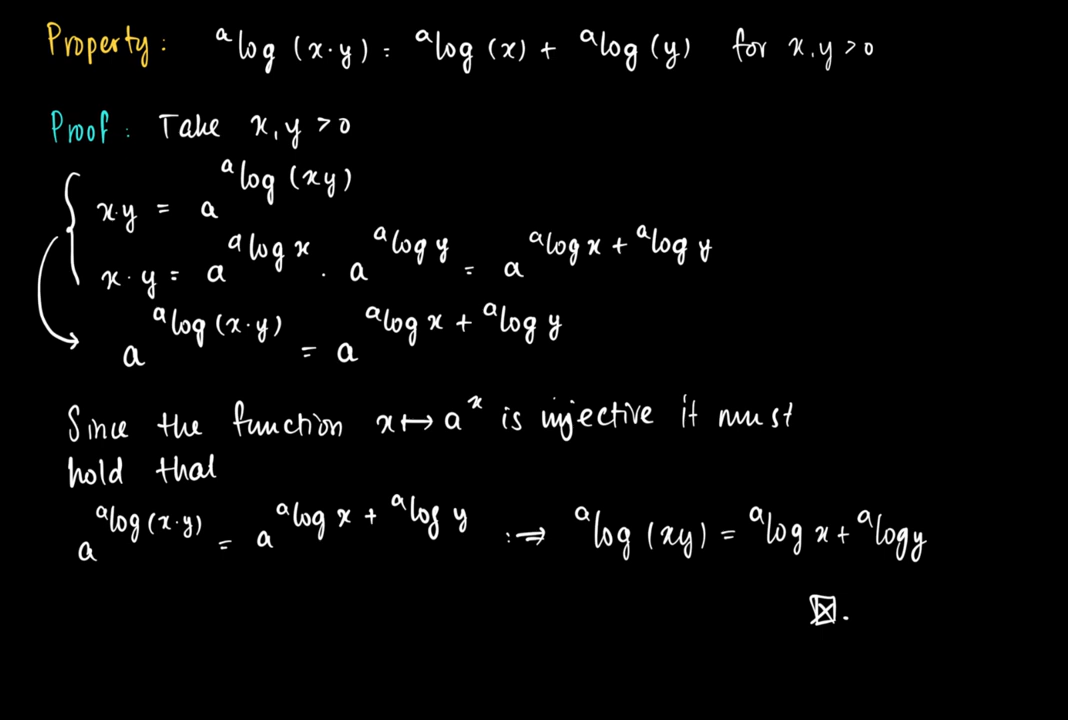 Property: ᵃlog (x·y) = ᵃlog (x) + ᵃlog (y) for x,y > 0
Proof: Take x, y > 0
x·y = a^(ᵃlog (xy))
x·y = a^(ᵃlog x) · a^(ᵃlog y) = a^(ᵃlog x + ᵃlog y)
a^(ᵃlog (x·y)) = a^(ᵃlog x + ᵃlog y)
Since the function x ↦ a^x is injective it must
hold that
a^(ᵃlog (x·y)) = a^(ᵃlog x + ᵃlog y) :⇒ ᵃlog (xy) = ᵃlog x + ᵃlog y
⊠.